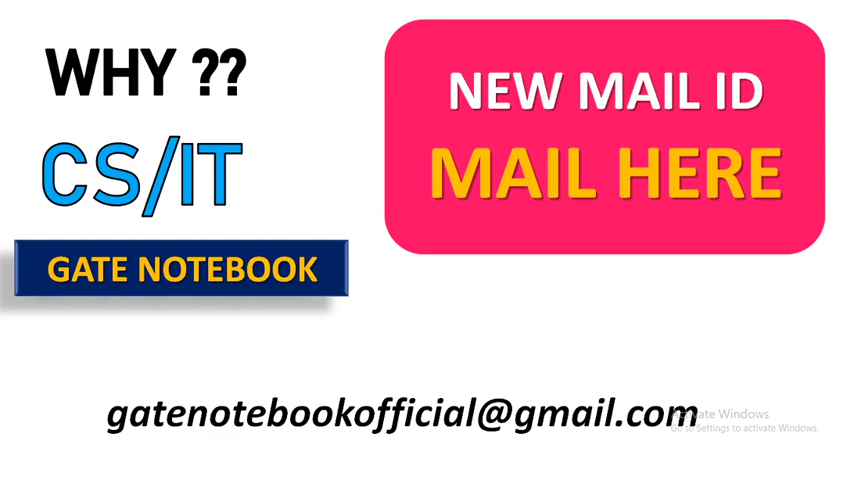 WHY ??
CS/IT
GATE NOTEBOOK
NEW MAIL ID
MAIL HERE
gatenotebookofficial@gmail.com
Activate Windows
Go to Settings to activate Windows.